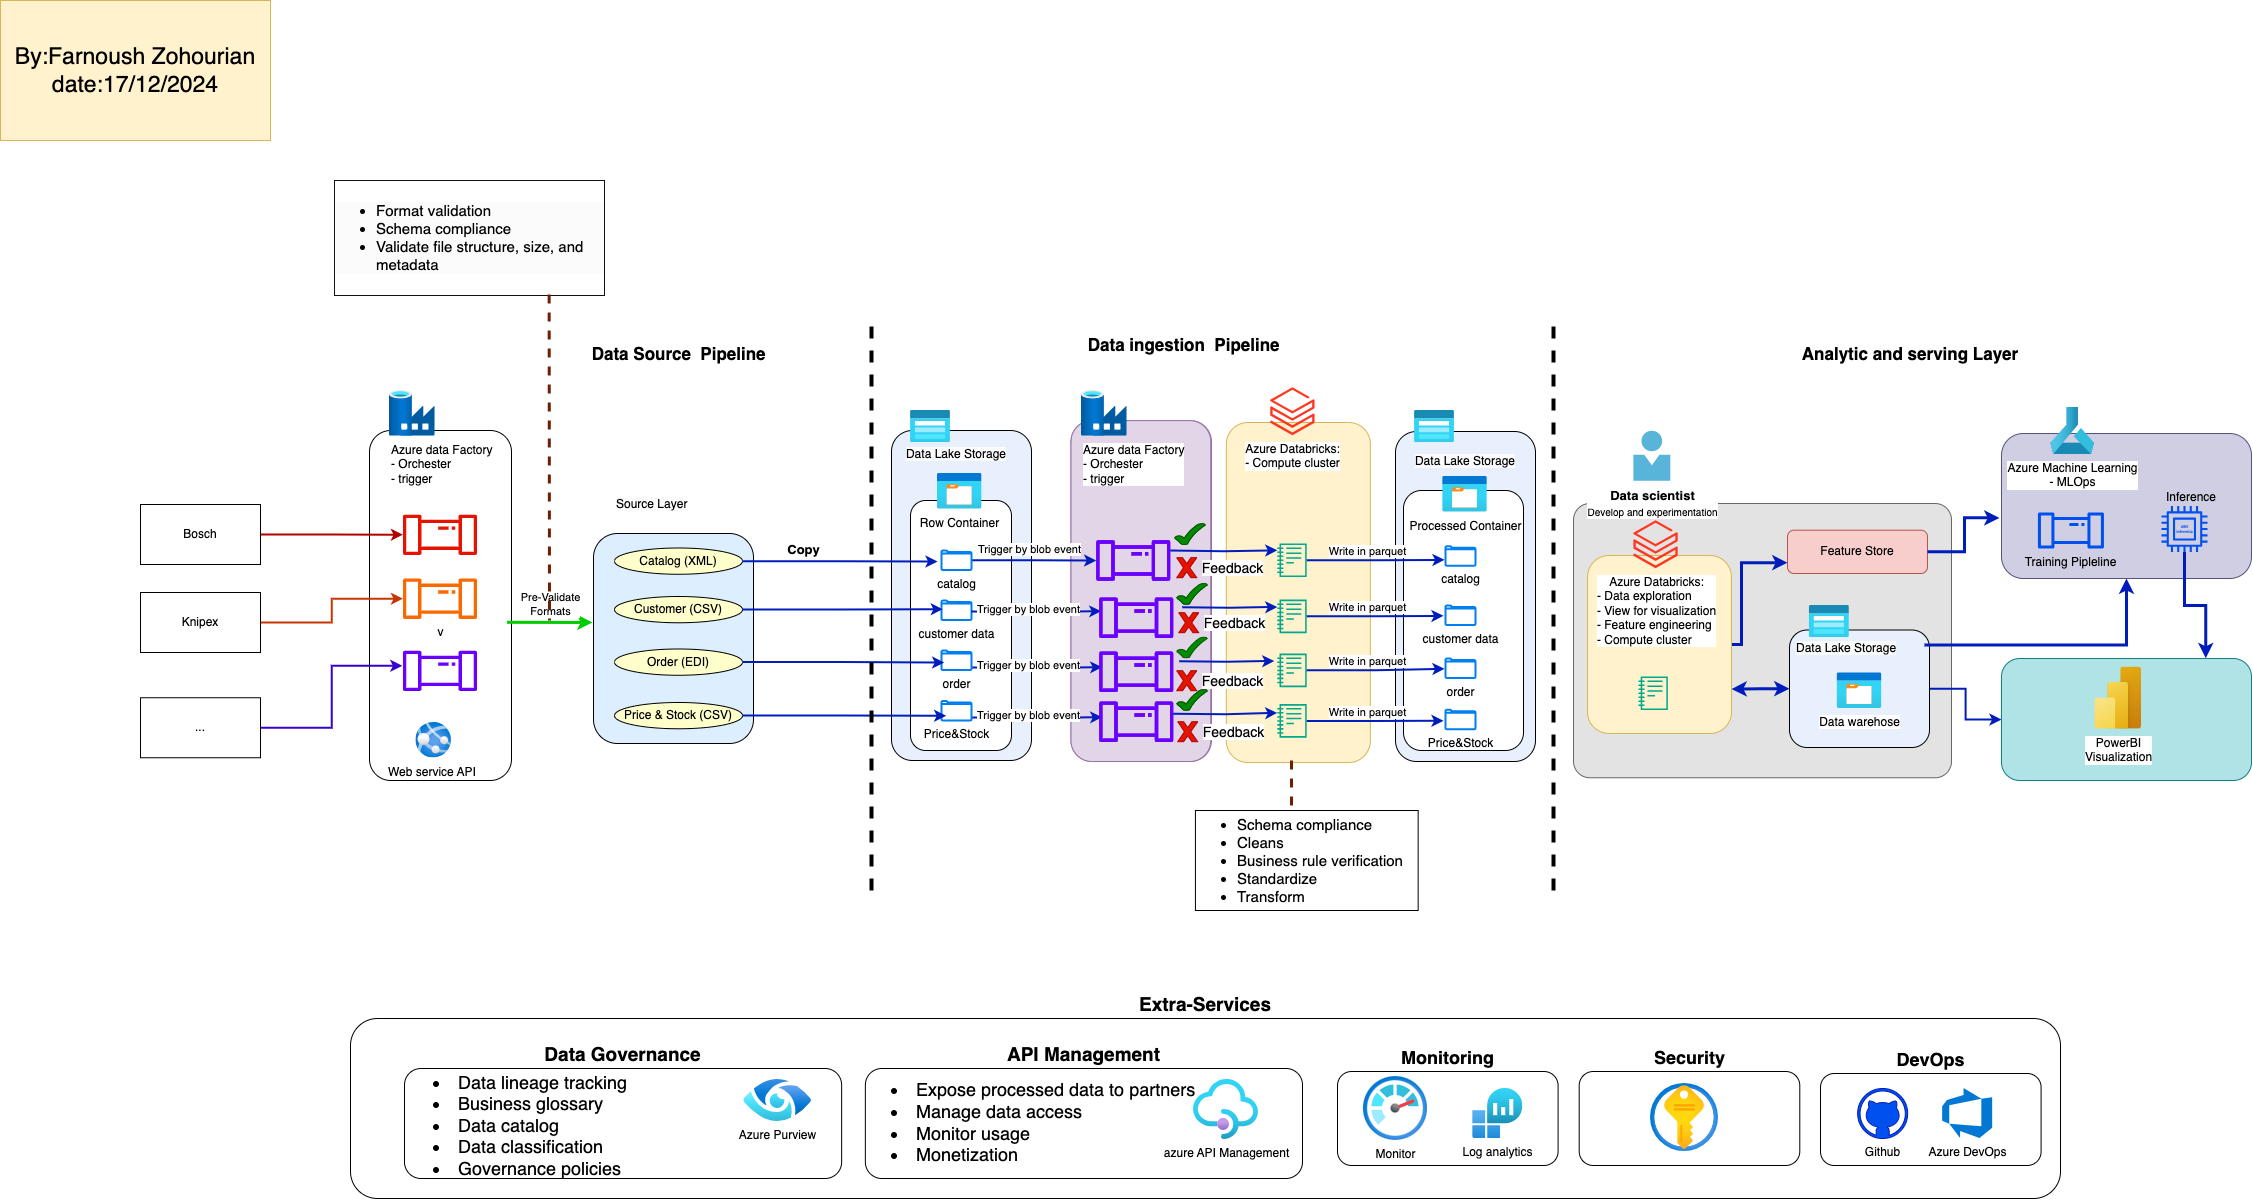 By:Farnoush Zohourian
date:17/12/2024
Format validation
Schema compliance
Validate file structure, size, and
metadata
Data Source  Pipeline
Data ingestion  Pipeline
Analytic and serving Layer
Azure data Factory
- Orchester
- trigger
Bosch
Knipex
...
v
Web service API
Pre-Validate
Formats
Source Layer
Catalog (XML)
Customer (CSV)
Order (EDI)
Price & Stock (CSV)
Copy
Data Lake Storage
Row Container
catalog
customer data
order
Price&Stock
Trigger by blob event
Trigger by blob event
Trigger by blob event
Trigger by blob event
Azure data Factory
- Orchester
- trigger
Feedback
Feedback
Feedback
Feedback
Azure Databricks:
- Compute cluster
Write in parquet
Write in parquet
Write in parquet
Write in parquet
Data Lake Storage
Processed Container
catalog
customer data
order
Price&Stock
Schema compliance
Cleans
Business rule verification
Standardize
Transform
Data scientist
Develop and experimentation
Azure Databricks:
- Data exploration
- View for visualization
- Feature engineering
- Compute cluster
Feature Store
Data Lake Storage
Data warehose
Azure Machine Learning
- MLOps
Inference
Training Pipleline
PowerBI
Visualization
Extra-Services
Data Governance
Data lineage tracking
Business glossary
Data catalog
Data classification
Governance policies
Azure Purview
API Management
Expose processed data to partners
Manage data access
Monitor usage
Monetization
azure API Management
Monitoring
Monitor
Log analytics
Security
DevOps
Github
Azure DevOps